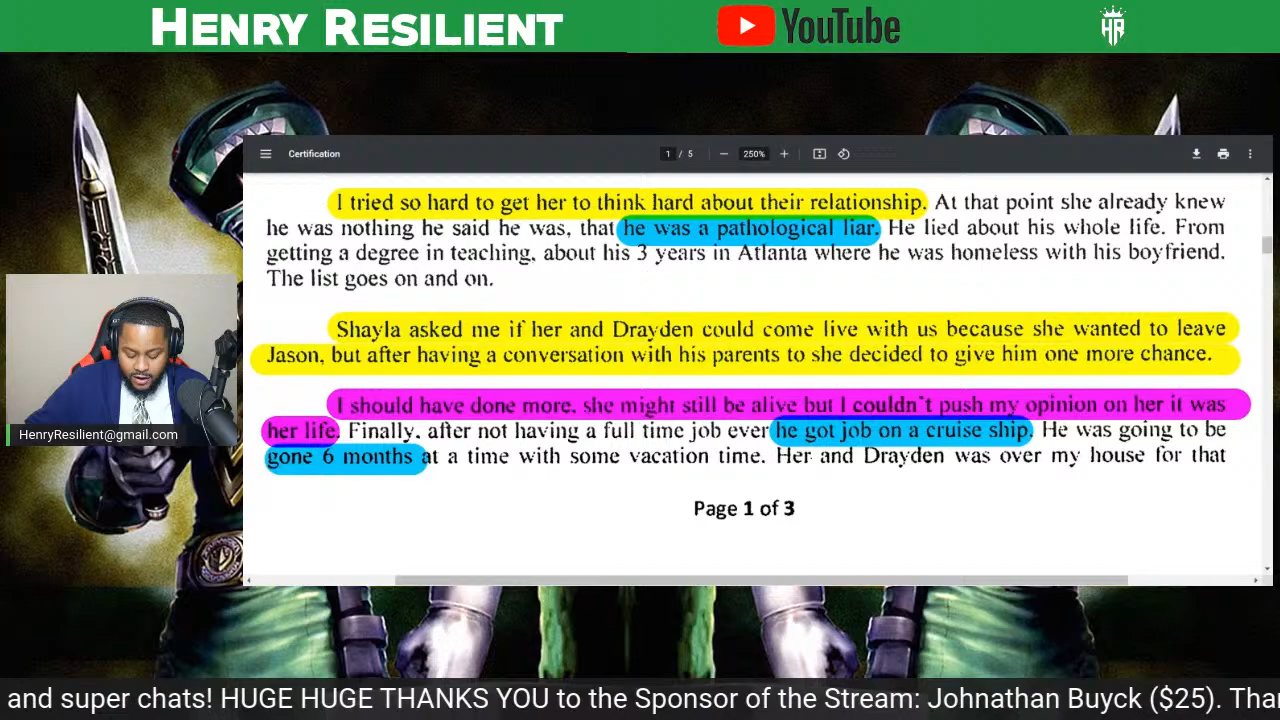 HENRY RESILIENT
YouTube
HR
Certification
1 / 5
250%
I tried so hard to get her to think hard about their relationship. At that point she already knew
he was nothing he said he was, that he was a pathological liar. He lied about his whole life. From
getting a degree in teaching, about his 3 years in Atlanta where he was homeless with his boyfriend.
The list goes on and on.
Shayla asked me if her and Drayden could come live with us because she wanted to leave
Jason, but after having a conversation with his parents to she decided to give him one more chance.
I should have done more, she might still be alive but I couldn't push my opinion on her it was
her life. Finally, after not having a full time job ever he got job on a cruise ship. He was going to be
gone 6 months at a time with some vacation time. Her and Drayden was over my house for that
Page 1 of 3
HenryResilient@gmail.com
and super chats! HUGE HUGE THANKS YOU to the Sponsor of the Stream: Johnathan Buyck ($25). Tha